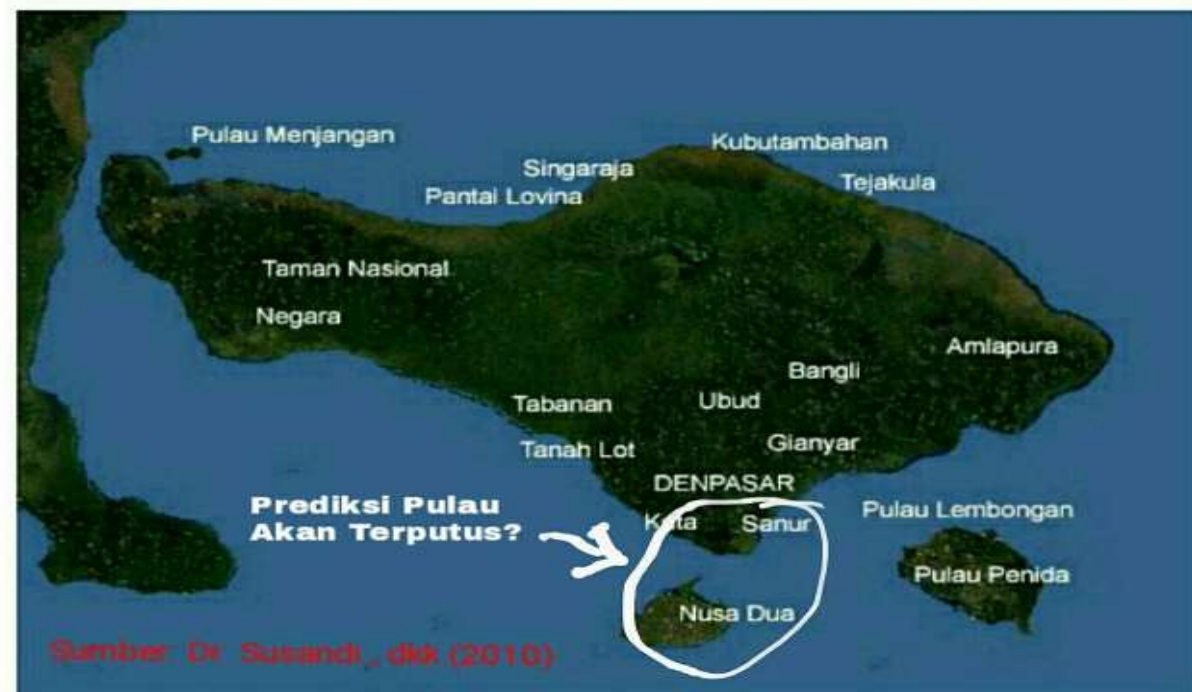 Pulau Menjangan
Kubutambahan
Singaraja
Tejakula
Pantai Lovina
Taman Nasional
Negara
Amlapura
Bangli
Tabanan
Ubud
Tanah Lot
Gianyar
DENPASAR
Prediksi Pulau
Akan Terputus?
Kuta
Sanur
Pulau Lembongan
Pulau Penida
Nusa Dua
Sumber: Dr. Susandi, dkk (2010)